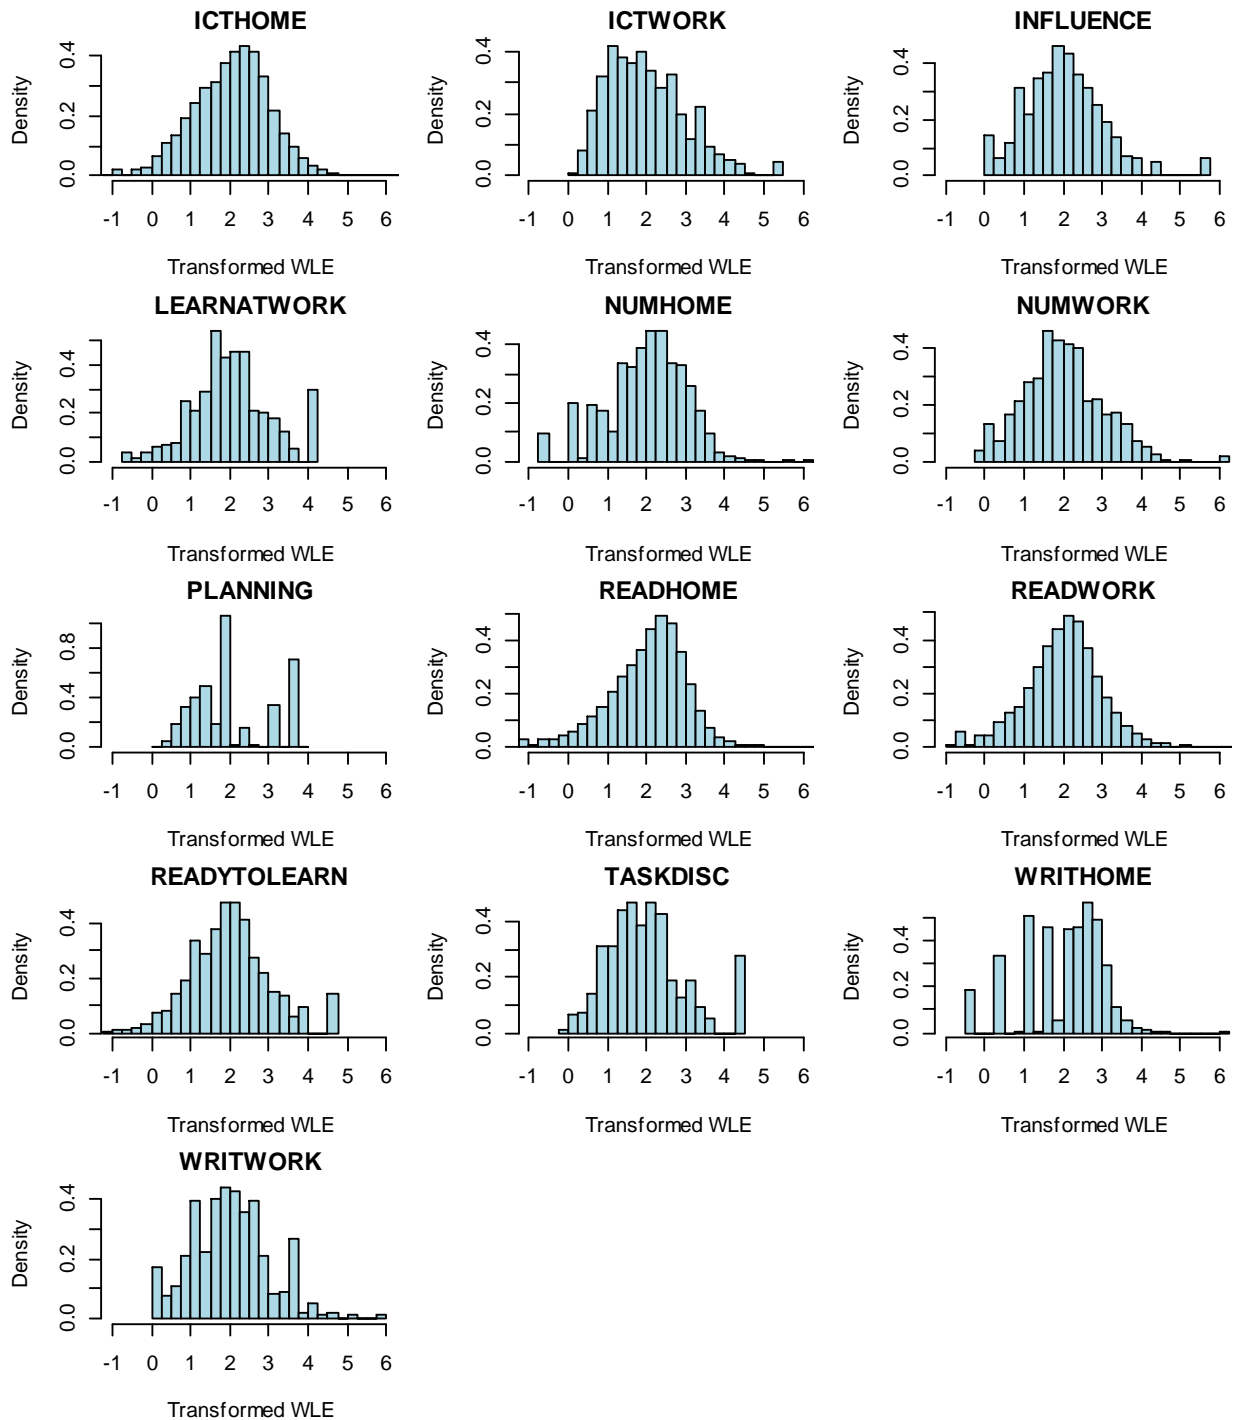 ICTHOME
Density
0.0 0.2 0.4
-1 0 1 2 3 4 5 6
Transformed WLE
ICTWORK
Density
0.0 0.2 0.4
-1 0 1 2 3 4 5 6
Transformed WLE
INFLUENCE
Density
0.0 0.2 0.4
-1 0 1 2 3 4 5 6
Transformed WLE
LEARNATWORK
Density
0.0 0.2 0.4
-1 0 1 2 3 4 5 6
Transformed WLE
NUMHOME
Density
0.0 0.2 0.4
-1 0 1 2 3 4 5 6
Transformed WLE
NUMWORK
Density
0.0 0.2 0.4
-1 0 1 2 3 4 5 6
Transformed WLE
PLANNING
Density
0.0 0.4 0.8
-1 0 1 2 3 4 5 6
Transformed WLE
READHOME
Density
0.0 0.2 0.4
-1 0 1 2 3 4 5 6
Transformed WLE
READWORK
Density
0.0 0.2 0.4
-1 0 1 2 3 4 5 6
Transformed WLE
READYTOLEARN
Density
0.0 0.2 0.4
-1 0 1 2 3 4 5 6
Transformed WLE
TASKDISC
Density
0.0 0.2 0.4
-1 0 1 2 3 4 5 6
Transformed WLE
WRITHOME
Density
0.0 0.2 0.4
-1 0 1 2 3 4 5 6
Transformed WLE
WRITWORK
Density
0.0 0.2 0.4
-1 0 1 2 3 4 5 6
Transformed WLE